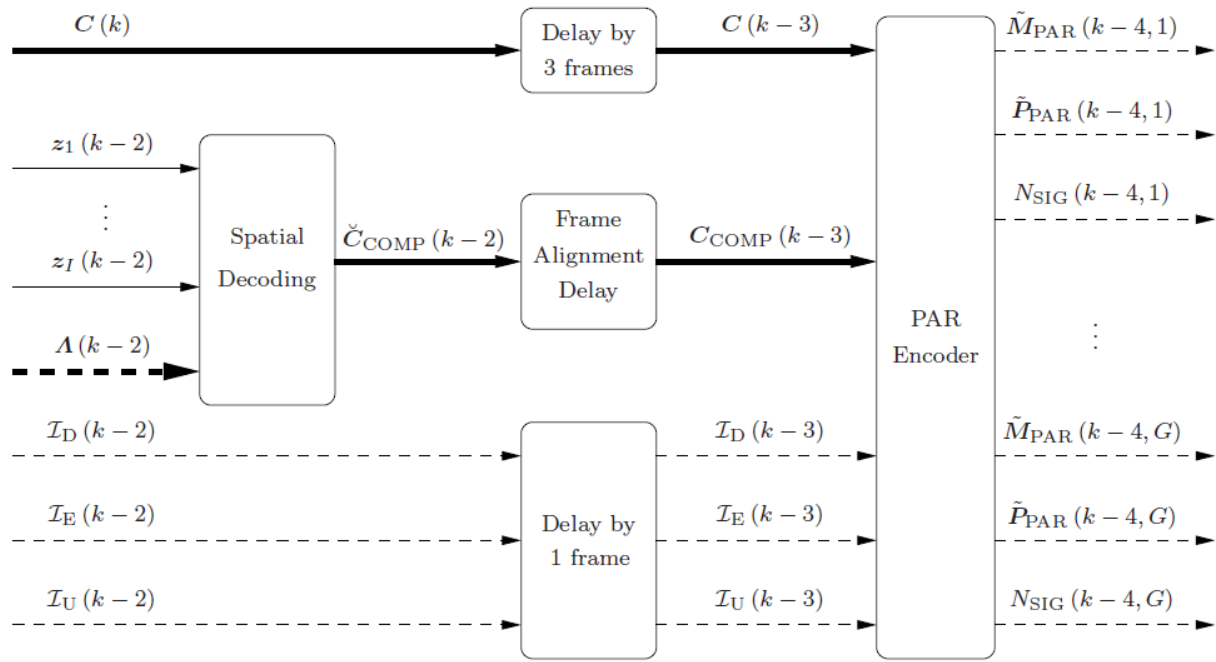 C (k)
Delay by
3 frames
C (k−3)
M̃PAR (k−4, 1)
P̃PAR (k−4, 1)
NSIG (k−4, 1)
z1 (k−2)
⋮
zI (k−2)
Λ (k−2)
Spatial
Decoding
C̆COMP (k−2)
Frame
Alignment
Delay
CCOMP (k−3)
PAR
Encoder
⋮
ID (k−2)
IE (k−2)
IU (k−2)
Delay by
1 frame
ID (k−3)
IE (k−3)
IU (k−3)
M̃PAR (k−4, G)
P̃PAR (k−4, G)
NSIG (k−4, G)